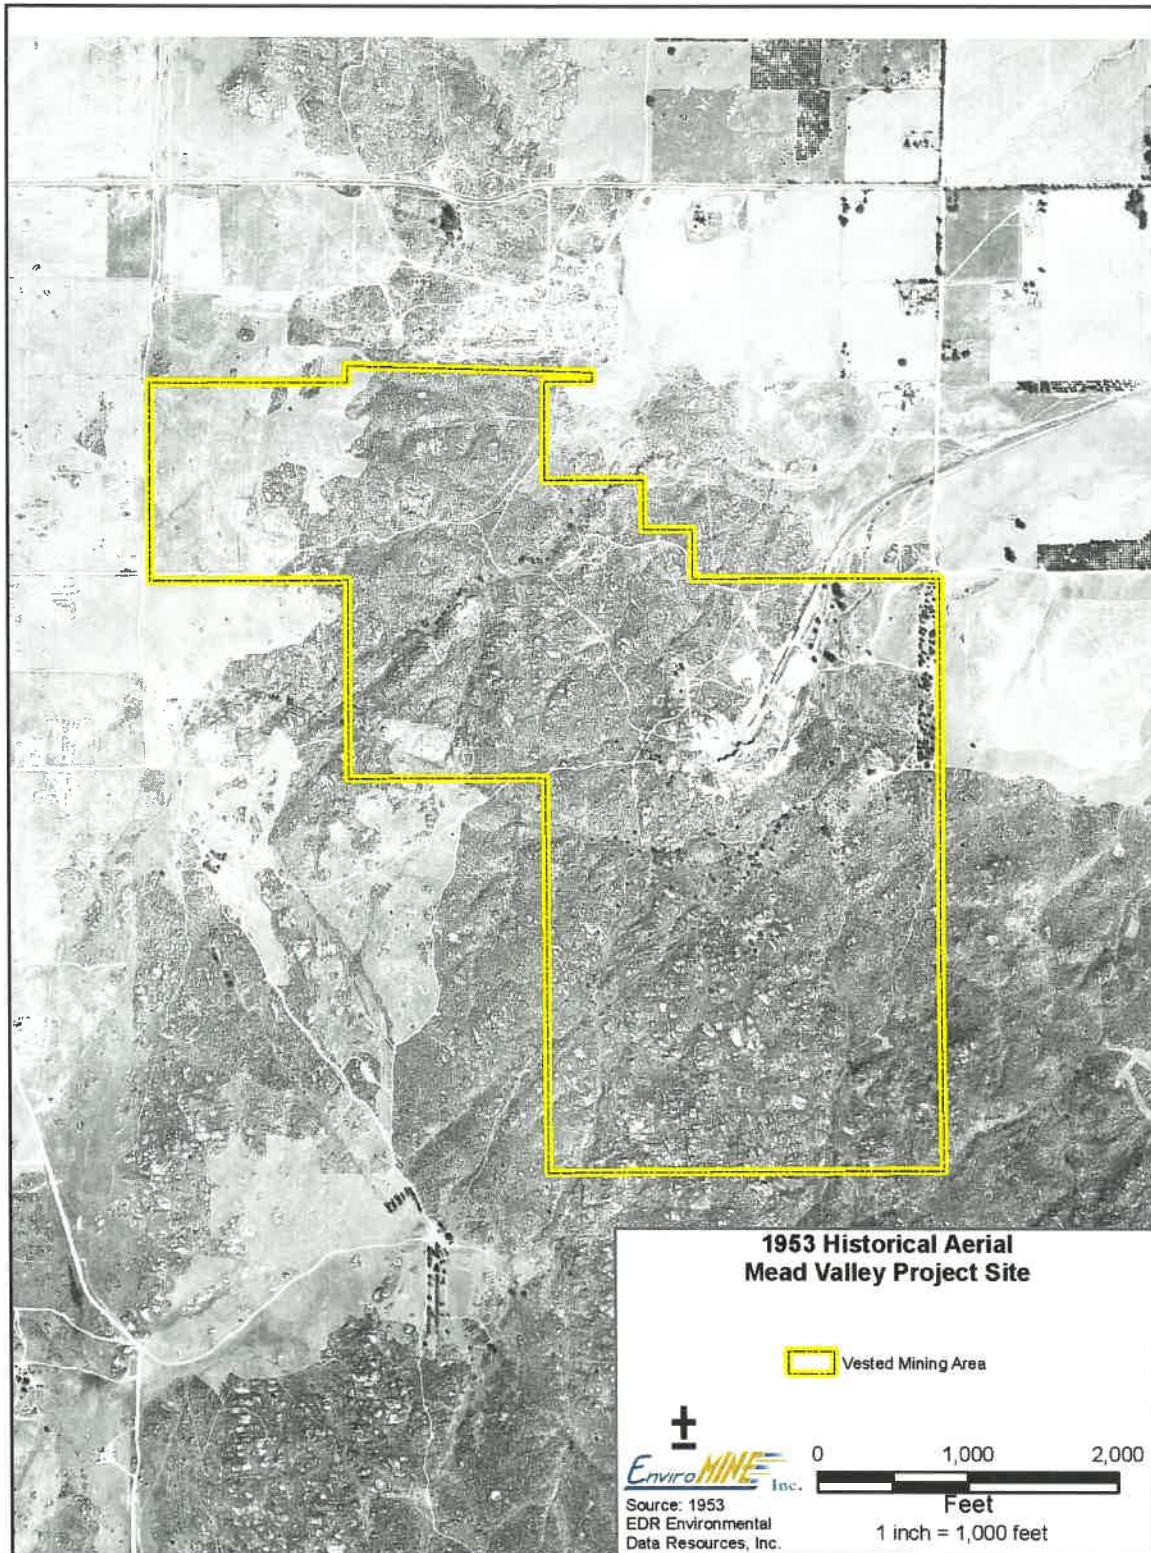 1953 Historical Aerial
Mead Valley Project Site
Vested Mining Area
EnviroMINE Inc.
0 1,000 2,000
Feet
1 inch = 1,000 feet
Source: 1953
EDR Environmental
Data Resources, Inc.